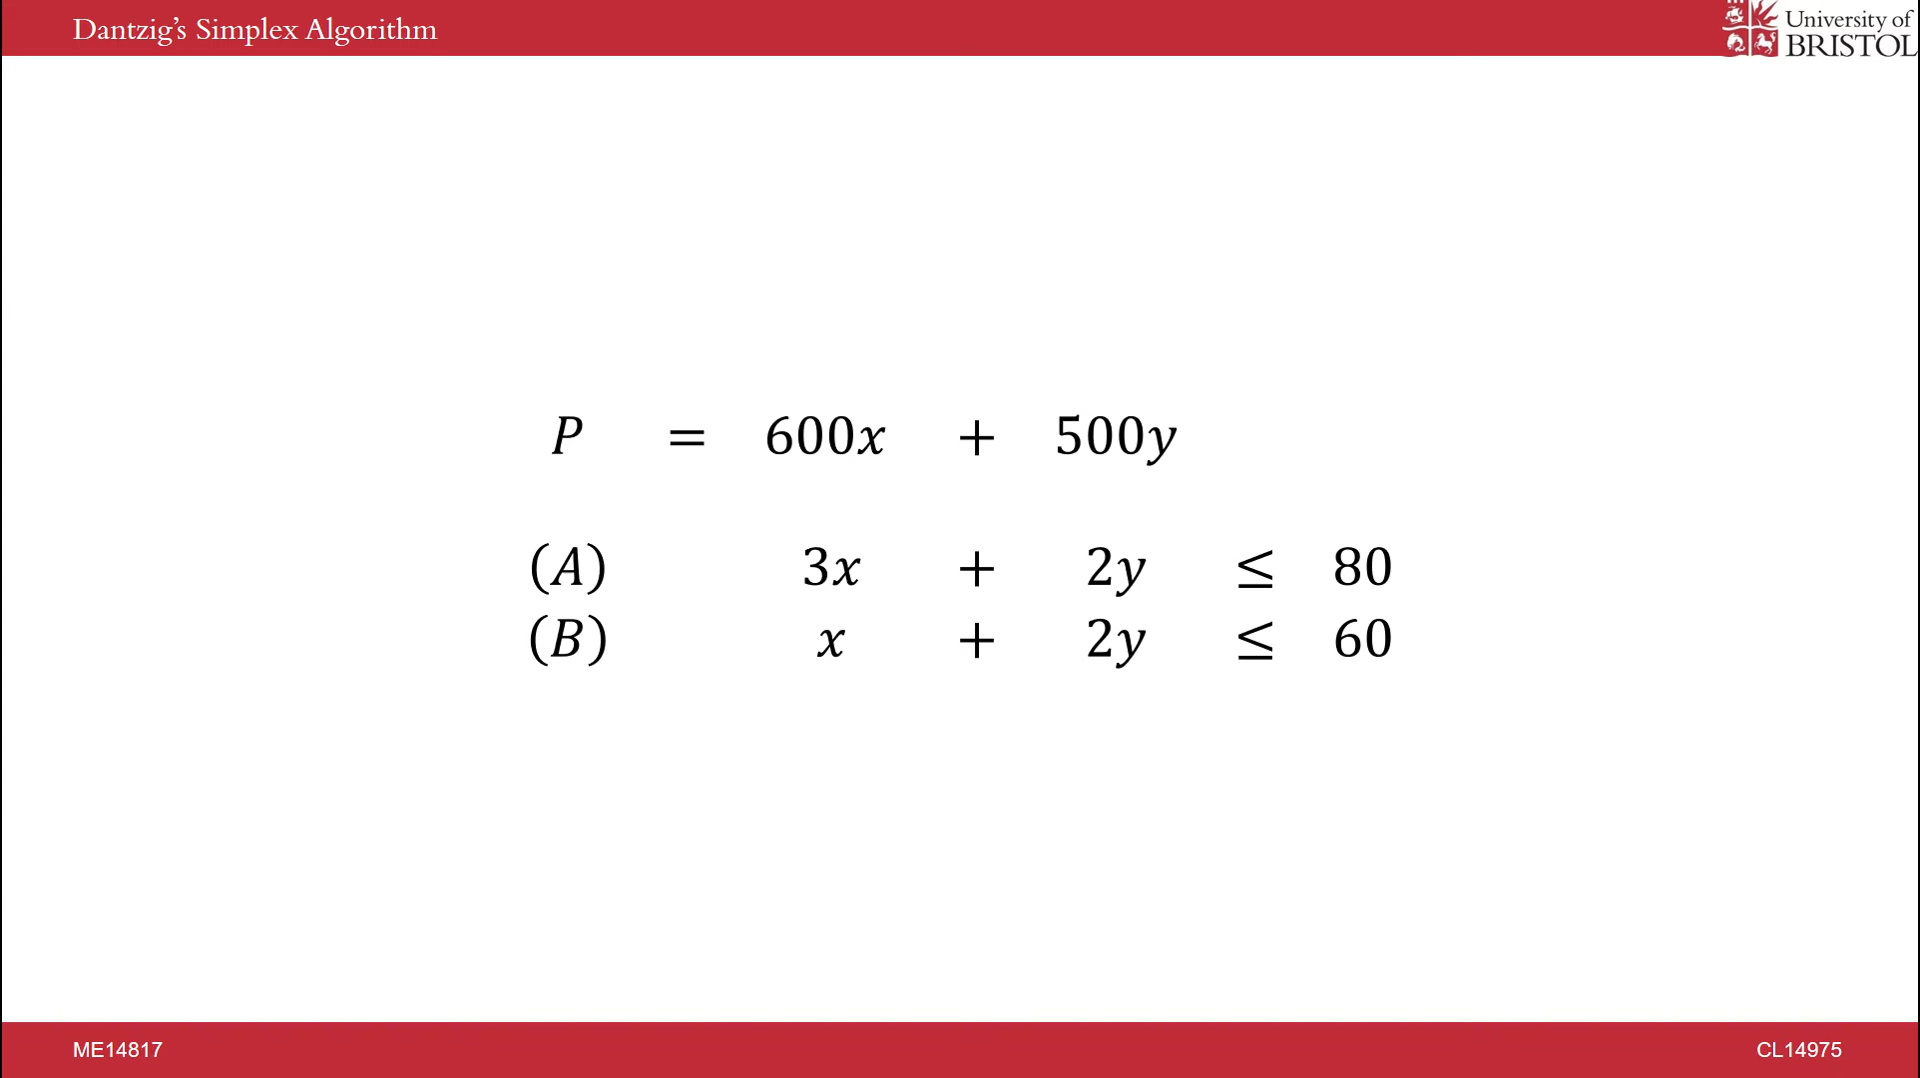 Dantzig's Simplex Algorithm
University of
BRISTOL
P = 600x + 500y
(A) 3x + 2y ≤ 80
(B) x + 2y ≤ 60
ME14817
CL14975